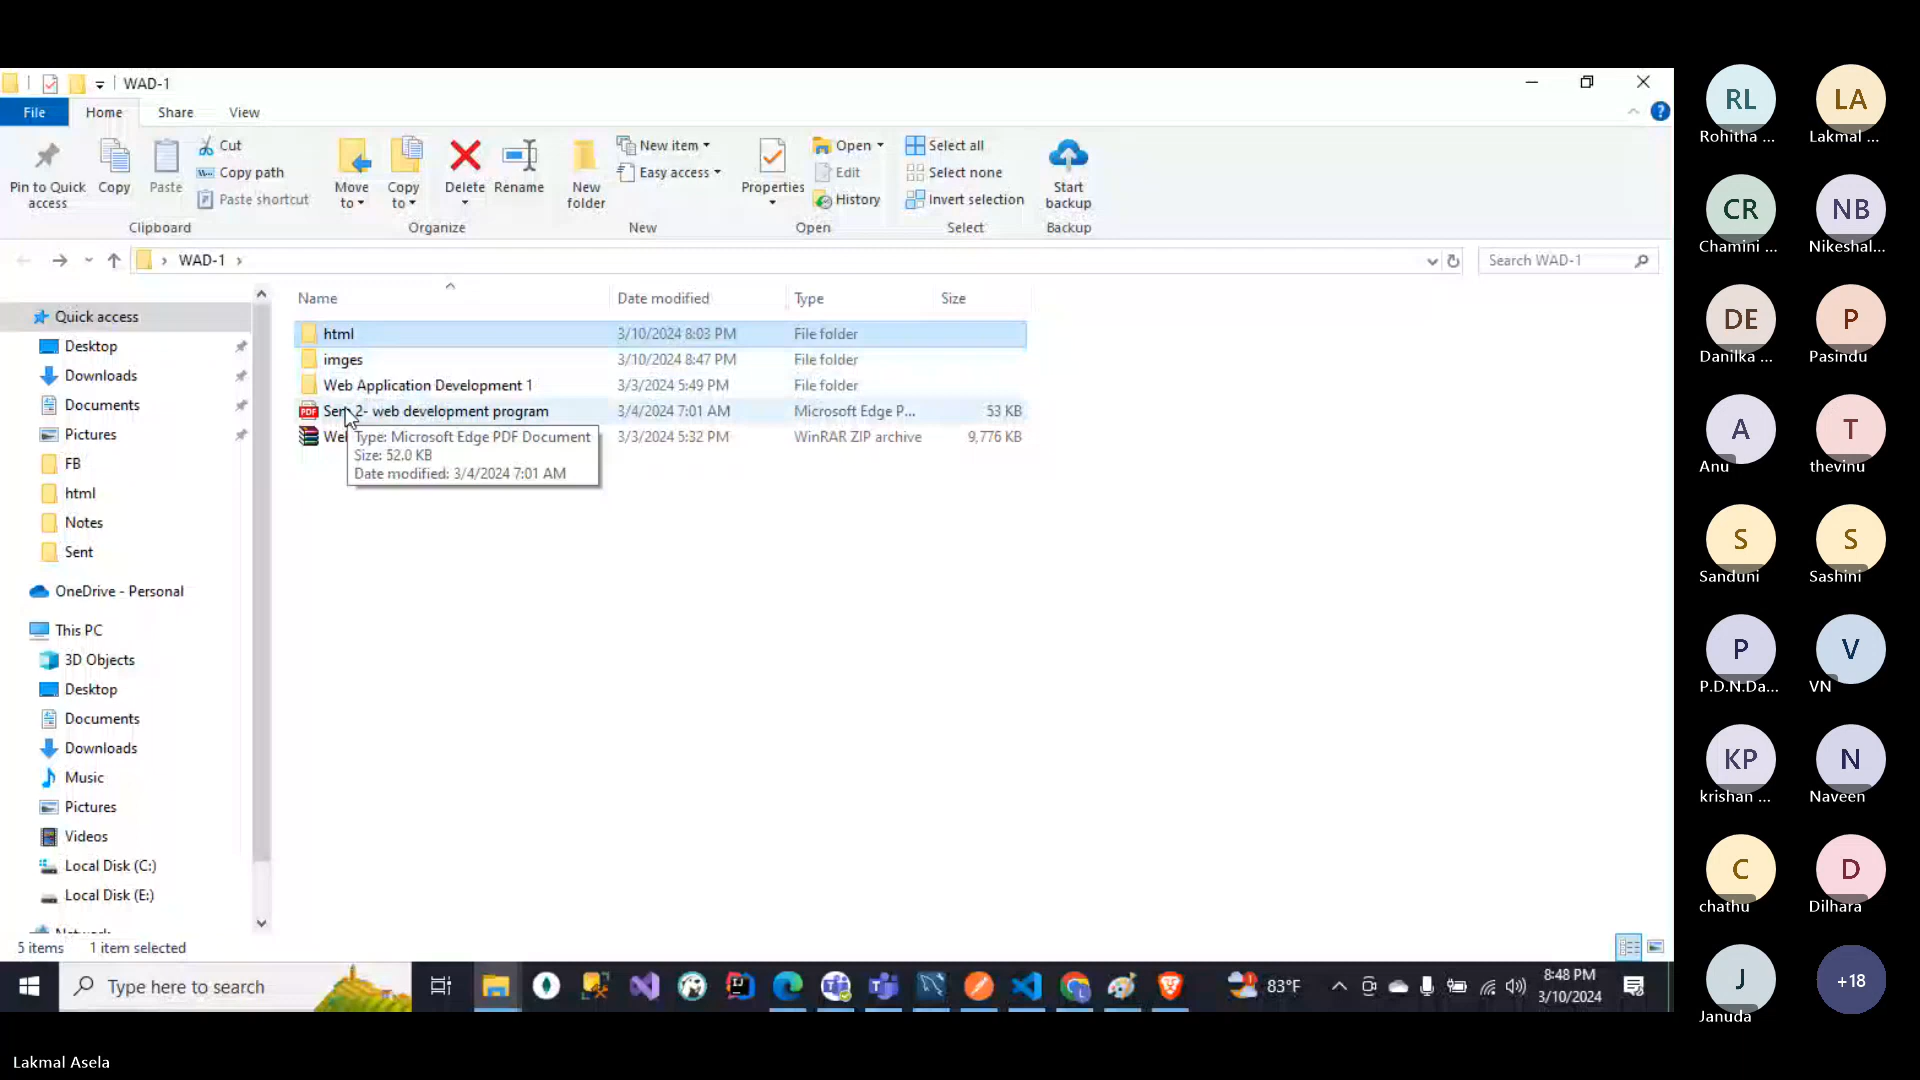 WAD-1
File
Home
Share
View
Pin to Quick access
Copy
Paste
Cut
Copy path
Paste shortcut
Clipboard
Move to
Copy to
Delete
Rename
Organize
New folder
New item
Easy access
New
Properties
Open
Edit
History
Open
Select all
Select none
Invert selection
Select
Start backup
Backup
WAD-1
Search WAD-1
Name Date modified Type Size
html 3/10/2024 8:03 PM File folder
imges 3/10/2024 8:47 PM File folder
Web Application Development 1 3/3/2024 5:49 PM File folder
2- web development program 3/4/2024 7:01 AM Microsoft Edge P... 53 KB
3/3/2024 5:32 PM WinRAR ZIP archive 9,776 KB
Type: Microsoft Edge PDF Document
Size: 52.0 KB
Date modified: 3/4/2024 7:01 AM
Quick access
Desktop
Downloads
Documents
Pictures
FB
html
Notes
Sent
OneDrive - Personal
This PC
3D Objects
Desktop
Documents
Downloads
Music
Pictures
Videos
Local Disk (C:)
Local Disk (E:)
5 items 1 item selected
Type here to search
83°F
8:48 PM
3/10/2024
RL
Rohitha ...
LA
Lakmal ...
CR
Chamini ...
NB
Nikeshal...
DE
Danilka ...
P
Pasindu
A
Anu
T
thevinu
S
Sanduni
S
Sashini
P
P.D.N.Da...
V
VN
KP
krishan ...
N
Naveen
C
chathu
D
Dilhara
J
Januda
+18
Lakmal Asela